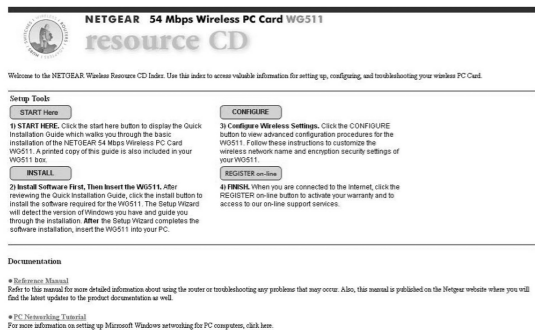 NETGEAR 54 Mbps Wireless PC Card WG511
resource CD
Welcome to the NETGEAR Wireless Resource CD Index. Use this index to access valuable information for setting up, configuring, and troubleshooting your wireless PC Card.
Setup Tools
START Here
1) START HERE. Click the start here button to display the Quick
Installation Guide which walks you through the basic
installation of the NETGEAR 54 Mbps Wireless PC Card
WG511. A printed copy of this guide is also included in your
WG511 box.
INSTALL
2) Install Software First, Then Insert the WG511. After
reviewing the Quick Installation Guide, click the install button to
install the software required for the WG511. The Setup Wizard
will detect the version of Windows you have and guide you
through the installation. After the Setup Wizard completes the
software installation, insert the WG511 into your PC.
CONFIGURE
3) Configure Wireless Settings. Click the CONFIGURE
button to view advanced configuration procedures for the
WG511. Follow these instructions to customize the
wireless network name and encryption security settings of
your WG511.
REGISTER on-line
4) FINISH. When you are connected to the Internet, click the
REGISTER on-line button to activate your warranty and to
access to our on-line support services.
Documentation
Reference Manual
Refer to this manual for more detailed information about using the router or troubleshooting any problems that may occur. Also, this manual is published on the Netgear website where you will
find the latest updates to the product documentation as well.
PC Networking Tutorial
For more information on setting up Microsoft Windows networking for PC computers, click here.